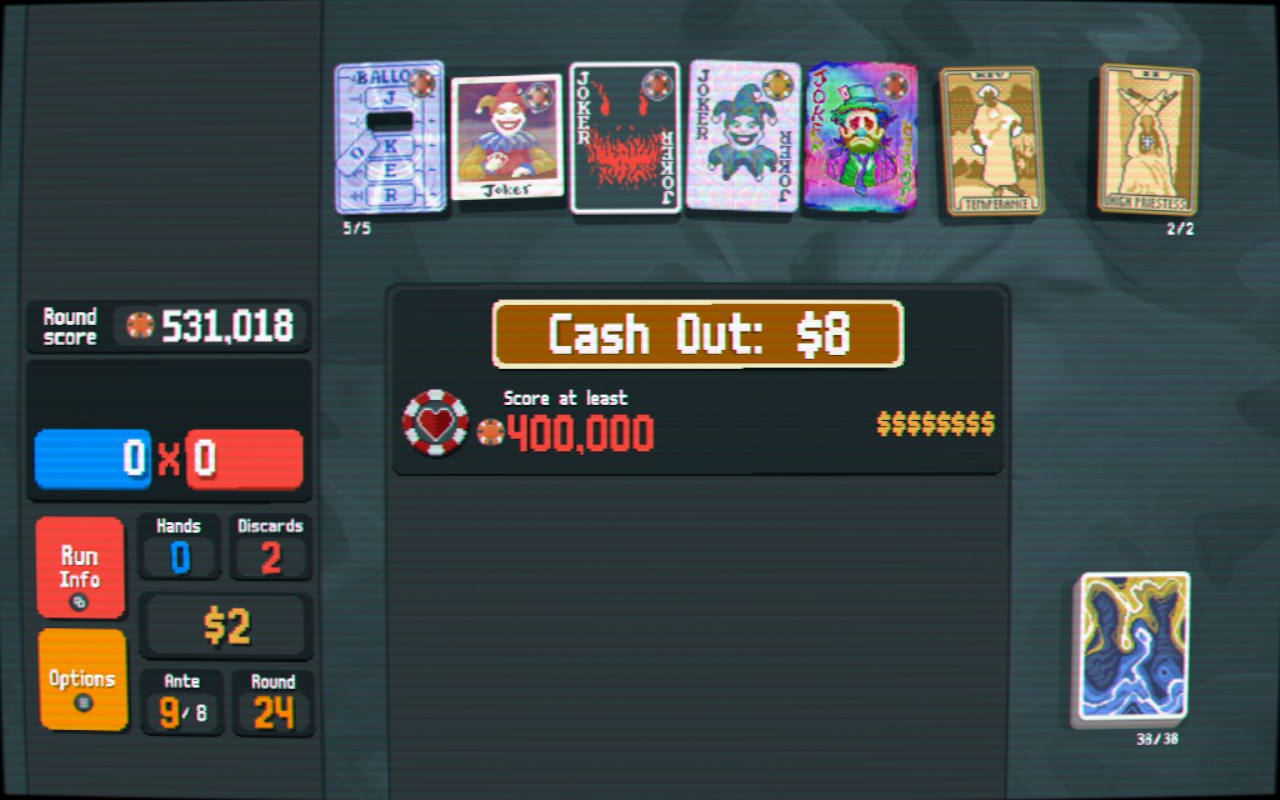 BALLO
J
K
E
R
JOKER
Joker
JOKER
JOKER
JOKER
JOKER
JOKER
XIV
TEMPERANCE
II
HIGH PRIESTESS
5/5
2/2
Round score
531,018
Cash Out: $8
Score at least
400,000
$$$$$$$$
0 X 0
Run Info
Hands
0
Discards
2
$2
Options
Ante
9/8
Round
24
38/38